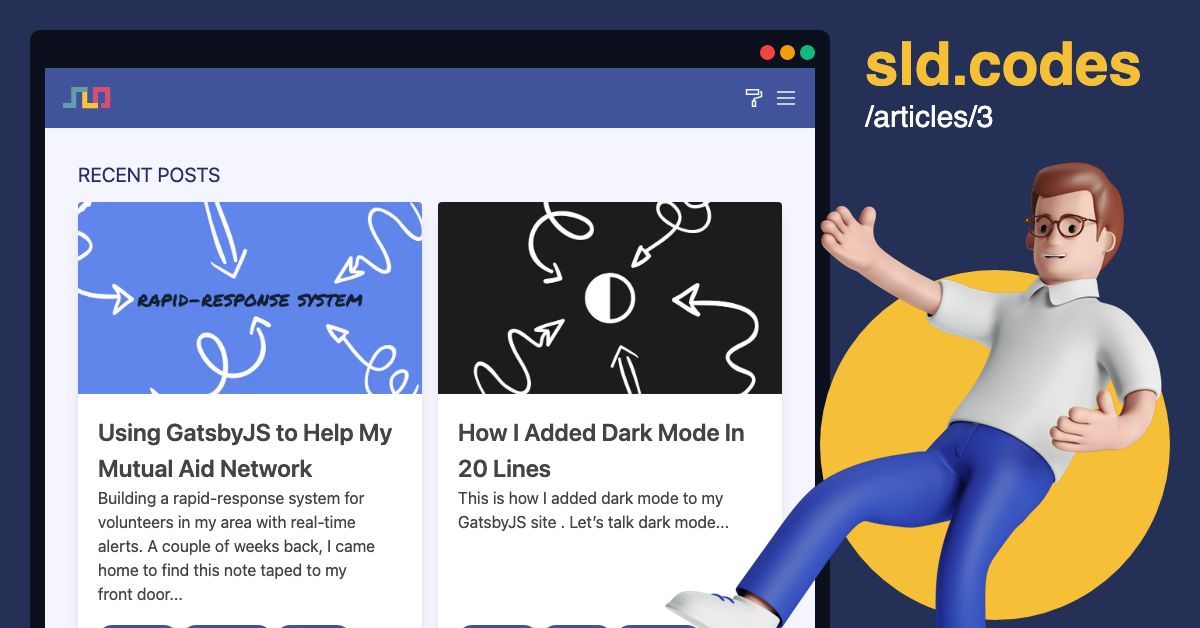 sld.codes
/articles/3
SLD
RECENT POSTS
RAPID-RESPONSE SYSTEM
Using GatsbyJS to Help My
Mutual Aid Network
Building a rapid-response system for
volunteers in my area with real-time
alerts. A couple of weeks back, I came
home to find this note taped to my
front door...
How I Added Dark Mode In
20 Lines
This is how I added dark mode to my
GatsbyJS site . Let’s talk dark mode...